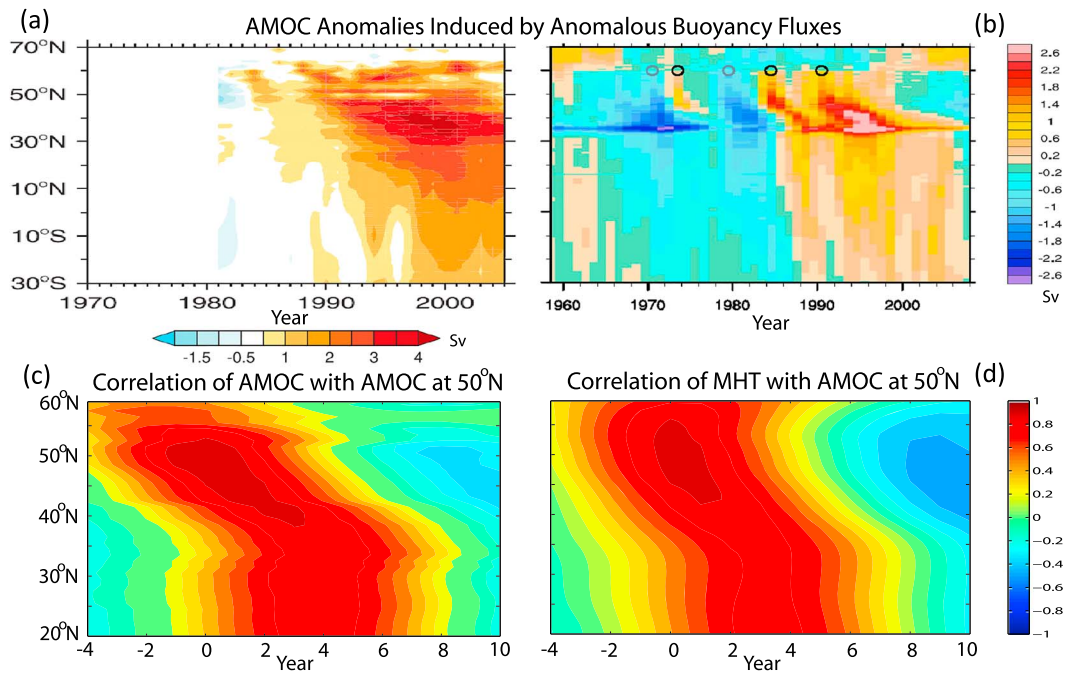 (a) AMOC Anomalies Induced by Anomalous Buoyancy Fluxes (b)
70°N
50°N
30°N
10°N
10°S
30°S
1970 1980 1990 2000
Year
-1.5 -0.5 1 2 3 4 Sv
1960 1970 1980 1990 2000
Year
2.6
2.2
1.8
1.4
1
0.6
0.2
-0.2
-0.6
-1
-1.4
-1.8
-2.2
-2.6
Sv
(c) Correlation of AMOC with AMOC at 50°N
60°N
50°N
40°N
30°N
20°N
-4 -2 0 2 4 6 8 10
Year
Correlation of MHT with AMOC at 50°N (d)
-4 -2 0 2 4 6 8 10
Year
1
0.8
0.6
0.4
0.2
0
−0.2
−0.4
−0.6
−0.8
−1